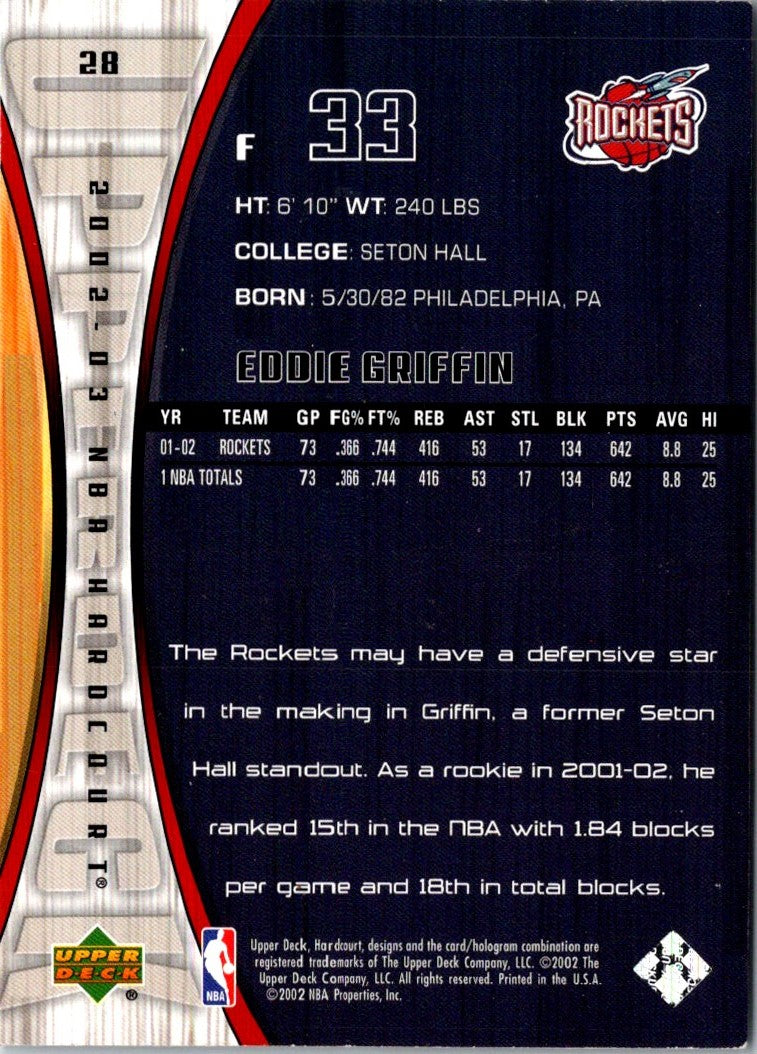 28
F 33
ROCKETS
HT: 6' 10" WT: 240 LBS
COLLEGE: SETON HALL
BORN: 5/30/82 PHILADELPHIA, PA
EDDIE GRIFFIN
YR TEAM GP FG% FT% REB AST STL BLK PTS AVG HI
01-02 ROCKETS 73 .366 .744 416 53 17 134 642 8.8 25
1 NBA TOTALS 73 .366 .744 416 53 17 134 642 8.8 25
The Rockets may have a defensive star
in the making in Griffin, a former Seton
Hall standout. As a rookie in 2001-02, he
ranked 15th in the NBA with 1.84 blocks
per game and 18th in total blocks.
2002-03 NBA HARDCOURT®
UPPER
DECK
®
NBA
Upper Deck, Hardcourt, designs and the card/hologram combination are
registered trademarks of The Upper Deck Company, LLC. ©2002 The
Upper Deck Company, LLC. All rights reserved. Printed in the U.S.A.
©2002 NBA Properties, Inc.